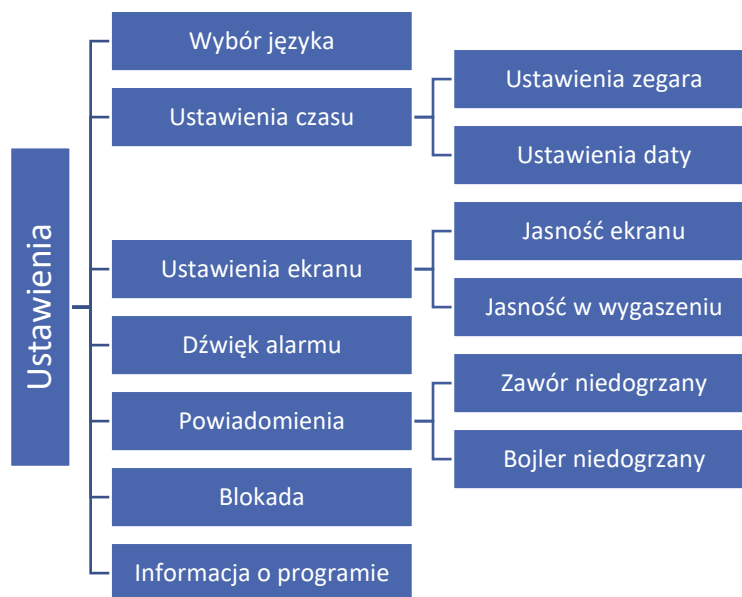 Ustawienia
Wybór języka
Ustawienia czasu
Ustawienia zegara
Ustawienia daty
Ustawienia ekranu
Jasność ekranu
Jasność w wygaszeniu
Dźwięk alarmu
Powiadomienia
Zawór niedogrzany
Bojler niedogrzany
Blokada
Informacja o programie